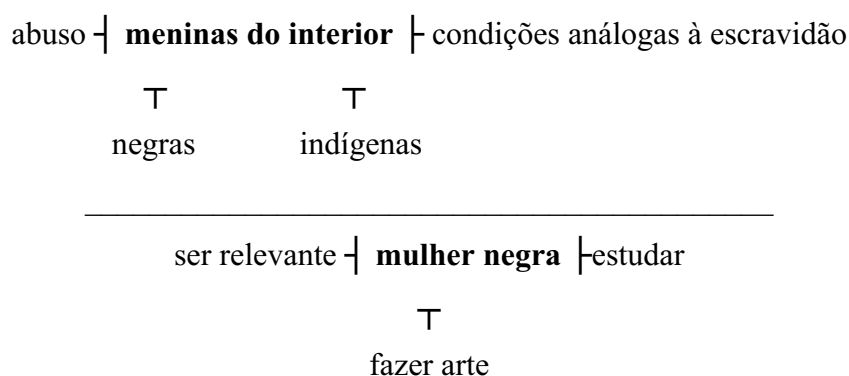 abuso ┤ meninas do interior ├ condições análogas à escravidão
┬ ┬
negras indígenas
ser relevante ┤ mulher negra ├estudar
┬
fazer arte